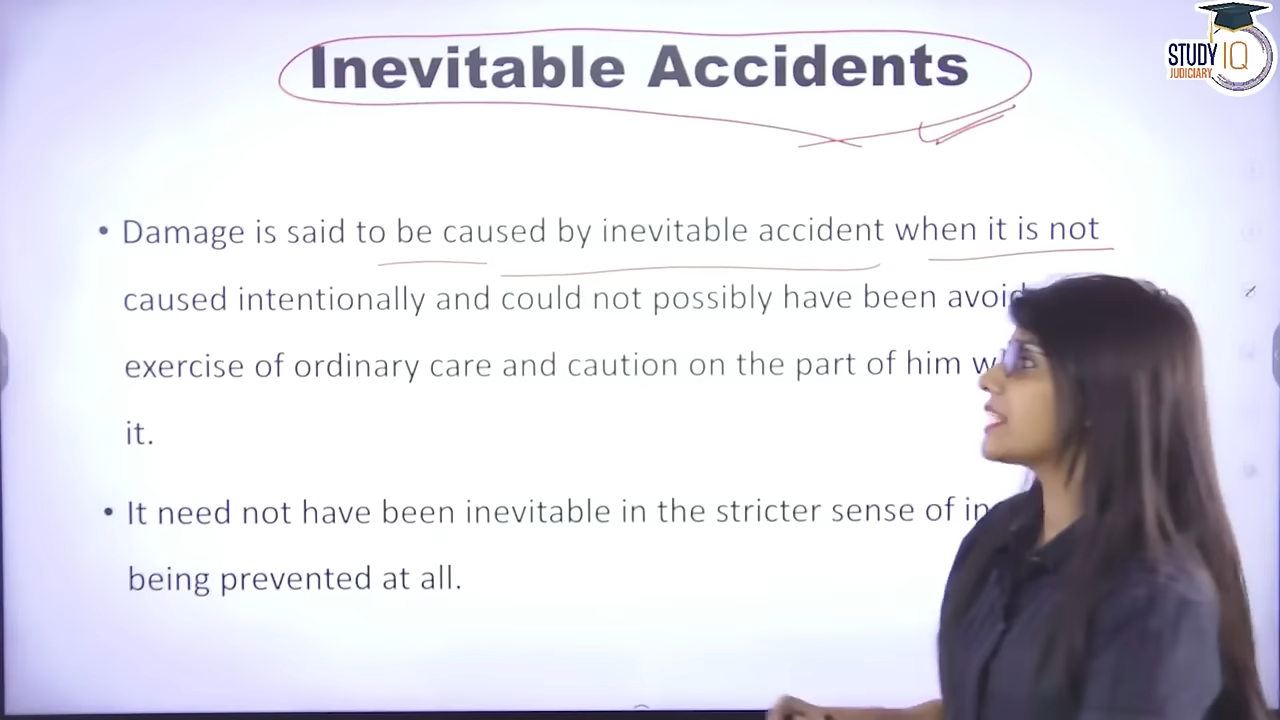 Inevitable Accidents
STUDY IQ
JUDICIARY
• Damage is said to be caused by inevitable accident when it is not
caused intentionally and could not possibly have been
exercise of ordinary care and caution on the part of him
it.
• It need not have been inevitable in the stricter sense of
being prevented at all.